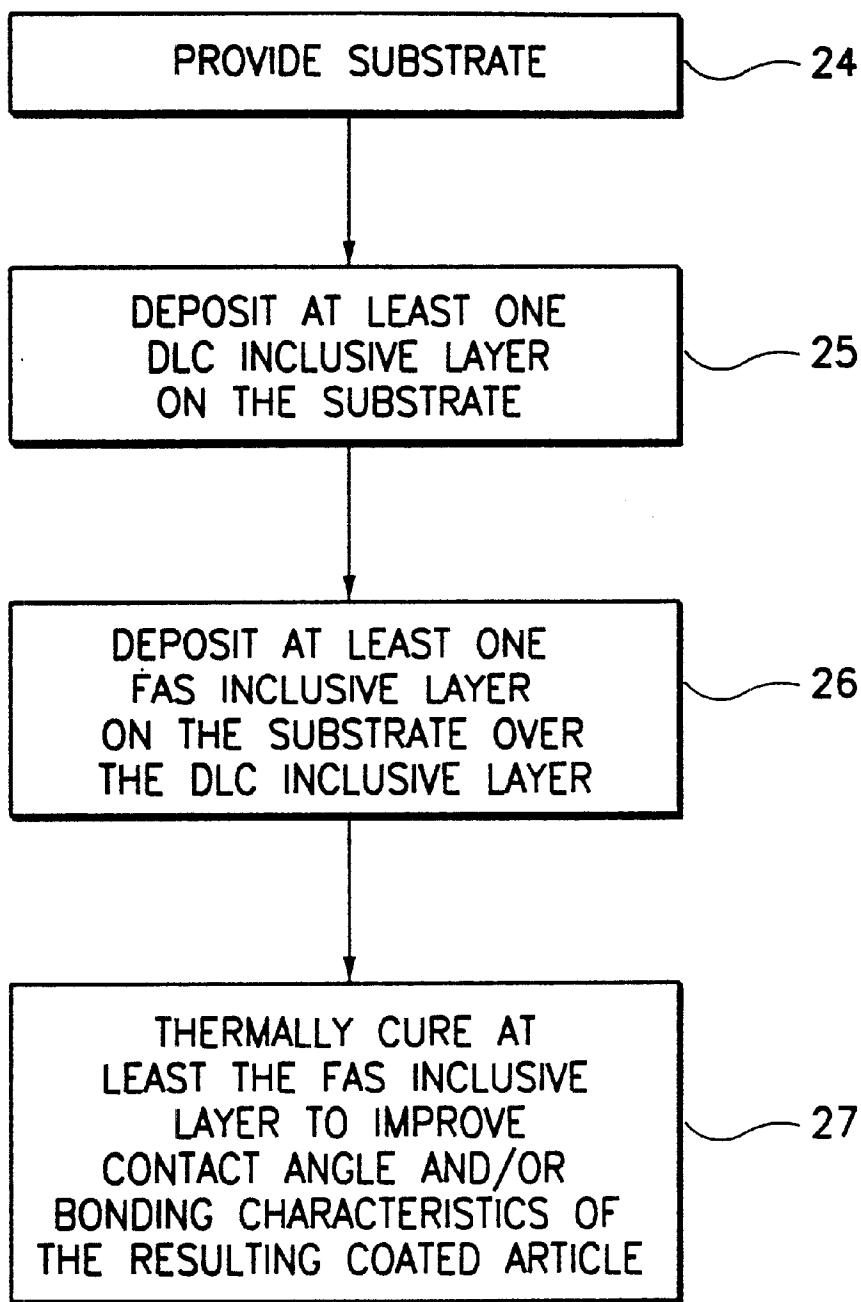 PROVIDE SUBSTRATE
24
DEPOSIT AT LEAST ONE
DLC INCLUSIVE LAYER
ON THE SUBSTRATE
25
DEPOSIT AT LEAST ONE
FAS INCLUSIVE LAYER
ON THE SUBSTRATE OVER
THE DLC INCLUSIVE LAYER
26
THERMALLY CURE AT
LEAST THE FAS INCLUSIVE
LAYER TO IMPROVE
CONTACT ANGLE AND/OR
BONDING CHARACTERISTICS OF
THE RESULTING COATED ARTICLE
27